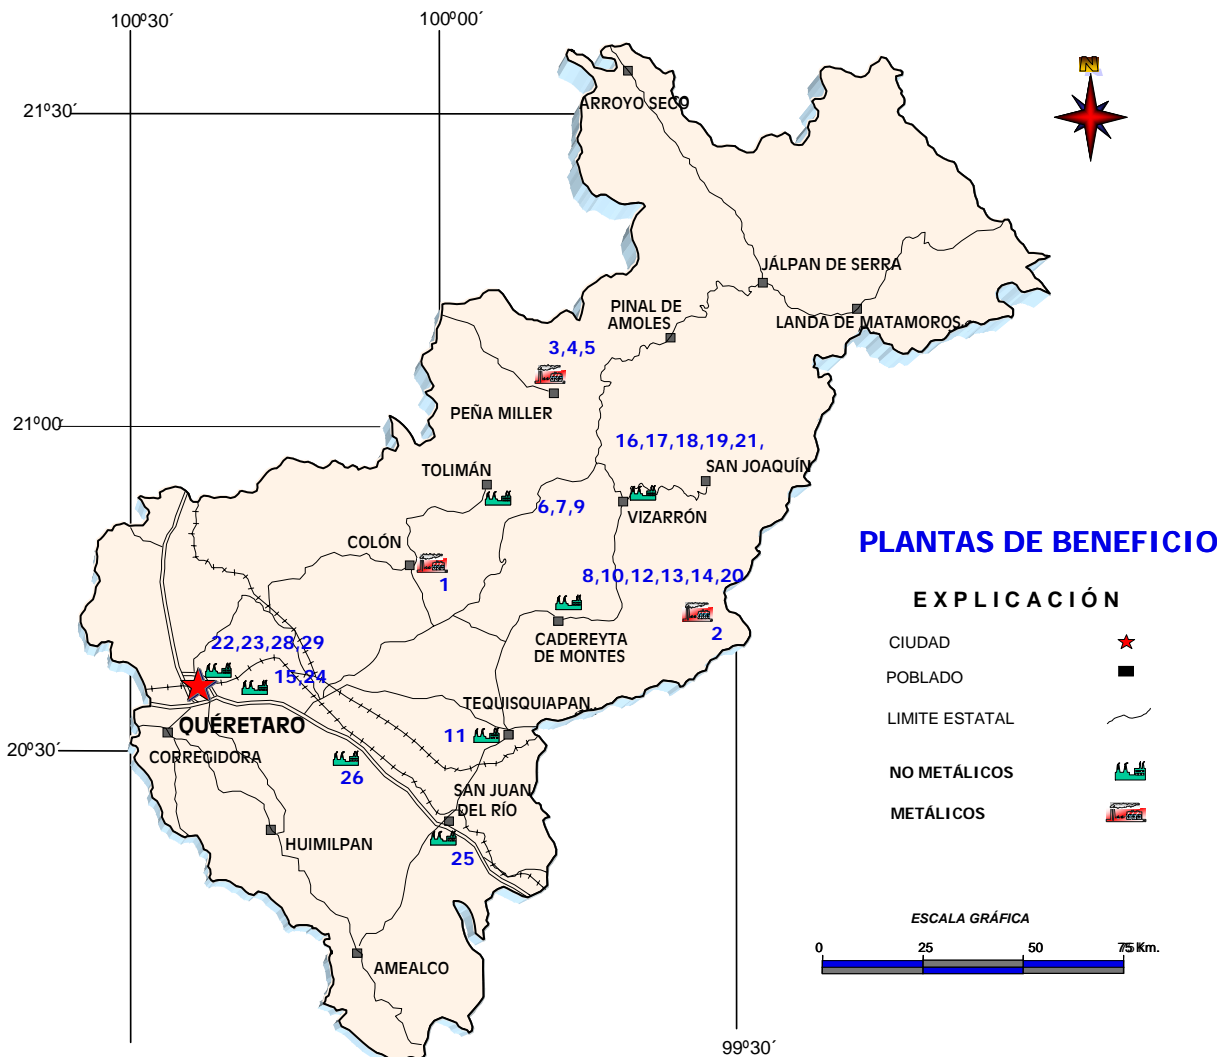 100º30´
100º00´
N
21º30´
ARROYO SECO
JÁLPAN DE SERRA
PINAL DE
AMOLES
LANDA DE MATAMOROS.
3,4,5
PEÑA MILLER
21º00´
16,17,18,19,21,
SAN JOAQUÍN
TOLIMÁN
6,7,9
VIZARRÓN
COLÓN
1
8,10,12,13,14,20
2
CADEREYTA
DE MONTES
22,23,28,29
15,24
TEQUISQUIAPAN.
QUÉRETARO
11
20º30´
CORREGIDORA
26
SAN JUAN
DEL RÍO
HUIMILPAN
25
AMEALCO
99º30´
PLANTAS DE BENEFICIO
EXPLICACIÓN
CIUDAD
POBLADO
LIMITE ESTATAL
NO METÁLICOS
METÁLICOS
ESCALA GRÁFICA
0 25 50 75 Km.